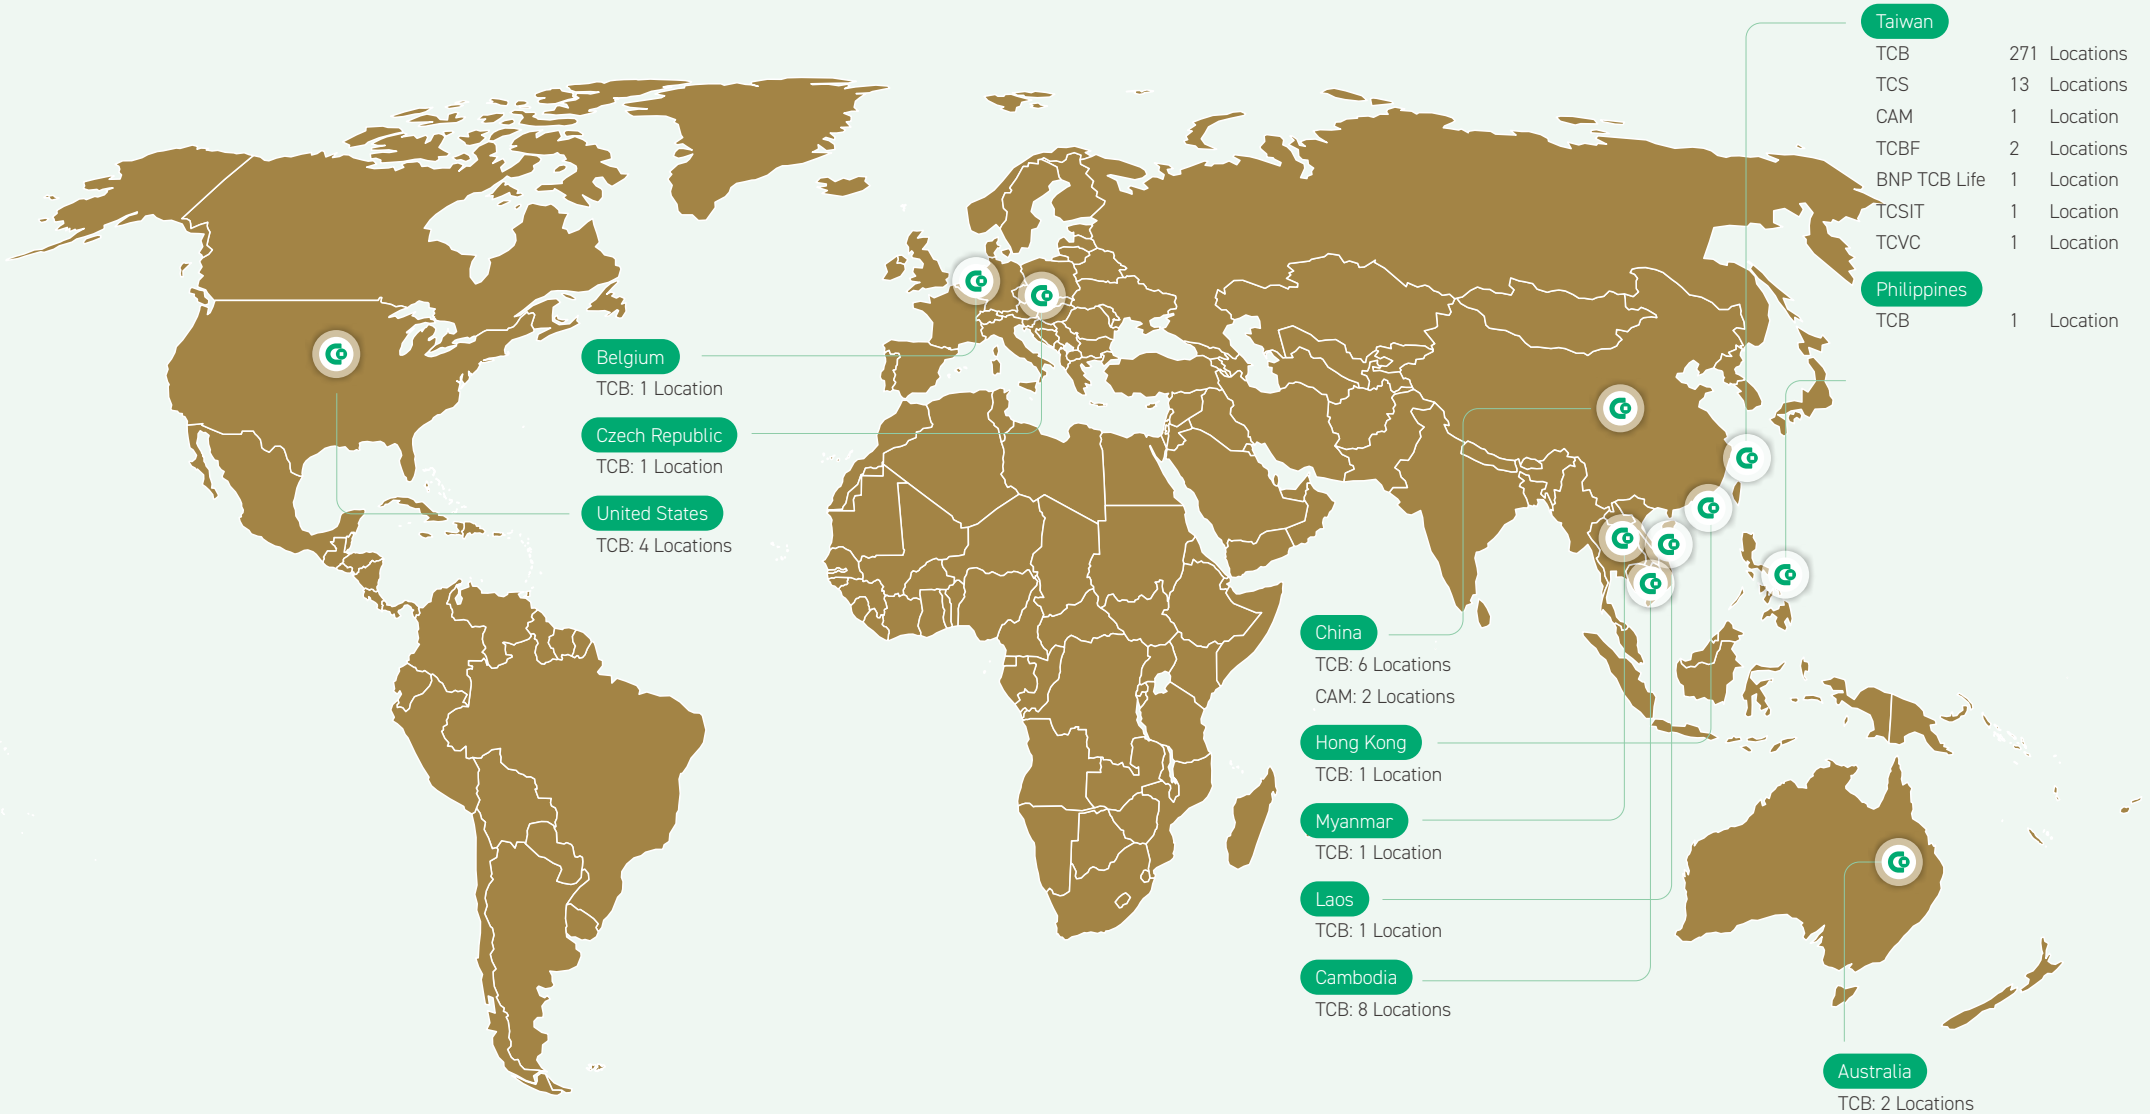 Taiwan
TCB 271 Locations
TCS 13 Locations
CAM 1 Location
TCBF 2 Locations
BNP TCB Life 1 Location
TCSIT 1 Location
TCVC 1 Location
Philippines
TCB 1 Location
Belgium
TCB: 1 Location
Czech Republic
TCB: 1 Location
United States
TCB: 4 Locations
China
TCB: 6 Locations
CAM: 2 Locations
Hong Kong
TCB: 1 Location
Myanmar
TCB: 1 Location
Laos
TCB: 1 Location
Cambodia
TCB: 8 Locations
Australia
TCB: 2 Locations